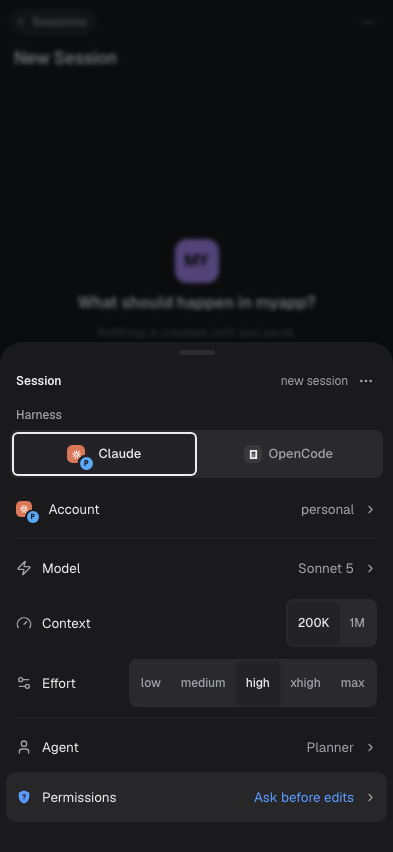 Sessions
New Session
MY
What should happen in myapp?
Nothing is created until you send.
Session new session
Harness
P Claude OpenCode
P Account personal
Model Sonnet 5
Context 200K 1M
Effort low medium high xhigh max
Agent Planner
Permissions Ask before edits